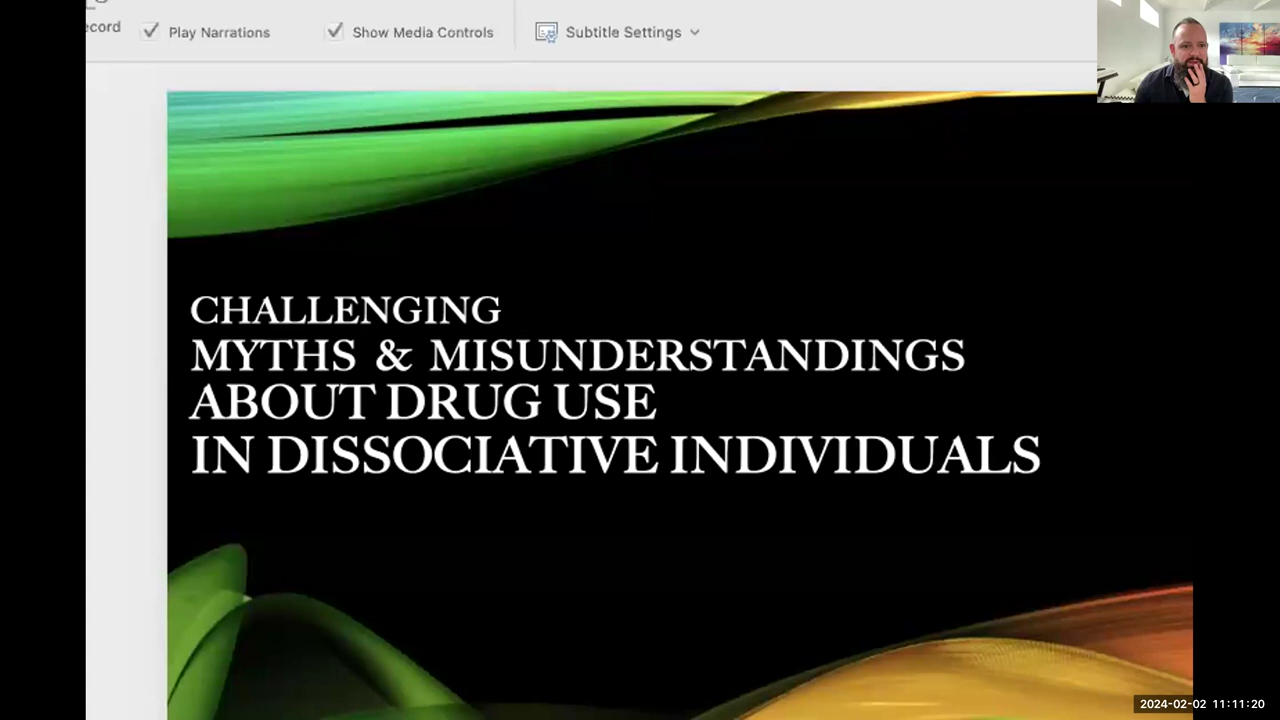 ecord
Play Narrations
Show Media Controls
Subtitle Settings
CHALLENGING
MYTHS & MISUNDERSTANDINGS
ABOUT DRUG USE
IN DISSOCIATIVE INDIVIDUALS
2024-02-02 11:11:20